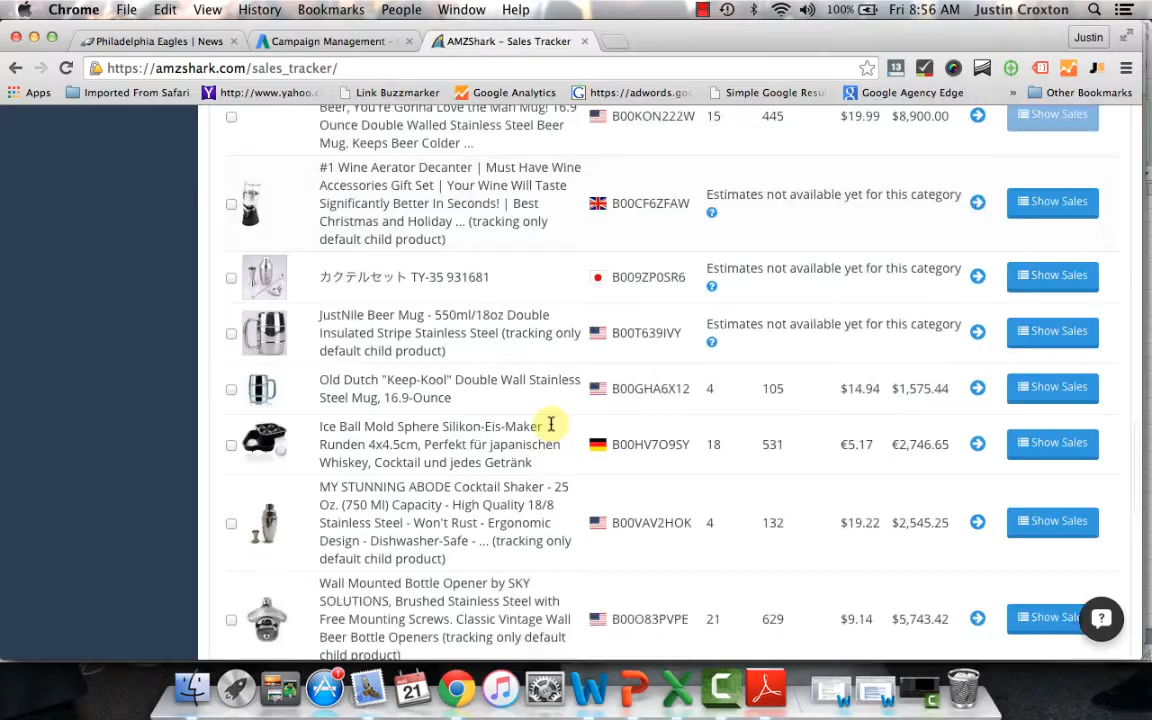 Chrome File Edit View History Bookmarks People Window Help 100% Fri 8:56 AM Justin Croxton
Philadelphia Eagles | News Campaign Management - AMZShark - Sales Tracker Justin
https://amzshark.com/sales_tracker/ 13
Apps Imported From Safari http://www.yahoo.c Link Buzzmarker Google Analytics https://adwords.go Simple Google Resu Google Agency Edge » Other Bookmarks
Beer, You're Gonna Love the Man Mug! 16.9
Ounce Double Walled Stainless Steel Beer
Mug. Keeps Beer Colder ...
B00KON222W 15 445 $19.99 $8,900.00 Show Sales
#1 Wine Aerator Decanter | Must Have Wine
Accessories Gift Set | Your Wine Will Taste
Significantly Better In Seconds! | Best
Christmas and Holiday ... (tracking only
default child product)
B00CF6ZFAW Estimates not available yet for this category ? Show Sales
カクテルセット TY-35 931681
B009ZP0SR6 Estimates not available yet for this category ? Show Sales
JustNile Beer Mug - 550ml/18oz Double
Insulated Stripe Stainless Steel (tracking only
default child product)
B00T639IVY Estimates not available yet for this category ? Show Sales
Old Dutch "Keep-Kool" Double Wall Stainless
Steel Mug, 16.9-Ounce
B00GHA6X12 4 105 $14.94 $1,575.44 Show Sales
Ice Ball Mold Sphere Silikon-Eis-Maker
Runden 4x4.5cm, Perfekt für japanischen
Whiskey, Cocktail und jedes Getränk
B00HV7O9SY 18 531 €5.17 €2,746.65 Show Sales
MY STUNNING ABODE Cocktail Shaker - 25
Oz. (750 Ml) Capacity - High Quality 18/8
Stainless Steel - Won't Rust - Ergonomic
Design - Dishwasher-Safe - ... (tracking only
default child product)
B00VAV2HOK 4 132 $19.22 $2,545.25 Show Sales
Wall Mounted Bottle Opener by SKY
SOLUTIONS, Brushed Stainless Steel with
Free Mounting Screws. Classic Vintage Wall
Beer Bottle Openers (tracking only default
child product)
B00O83PVPE 21 629 $9.14 $5,743.42 Show Sal
AUG
21
1